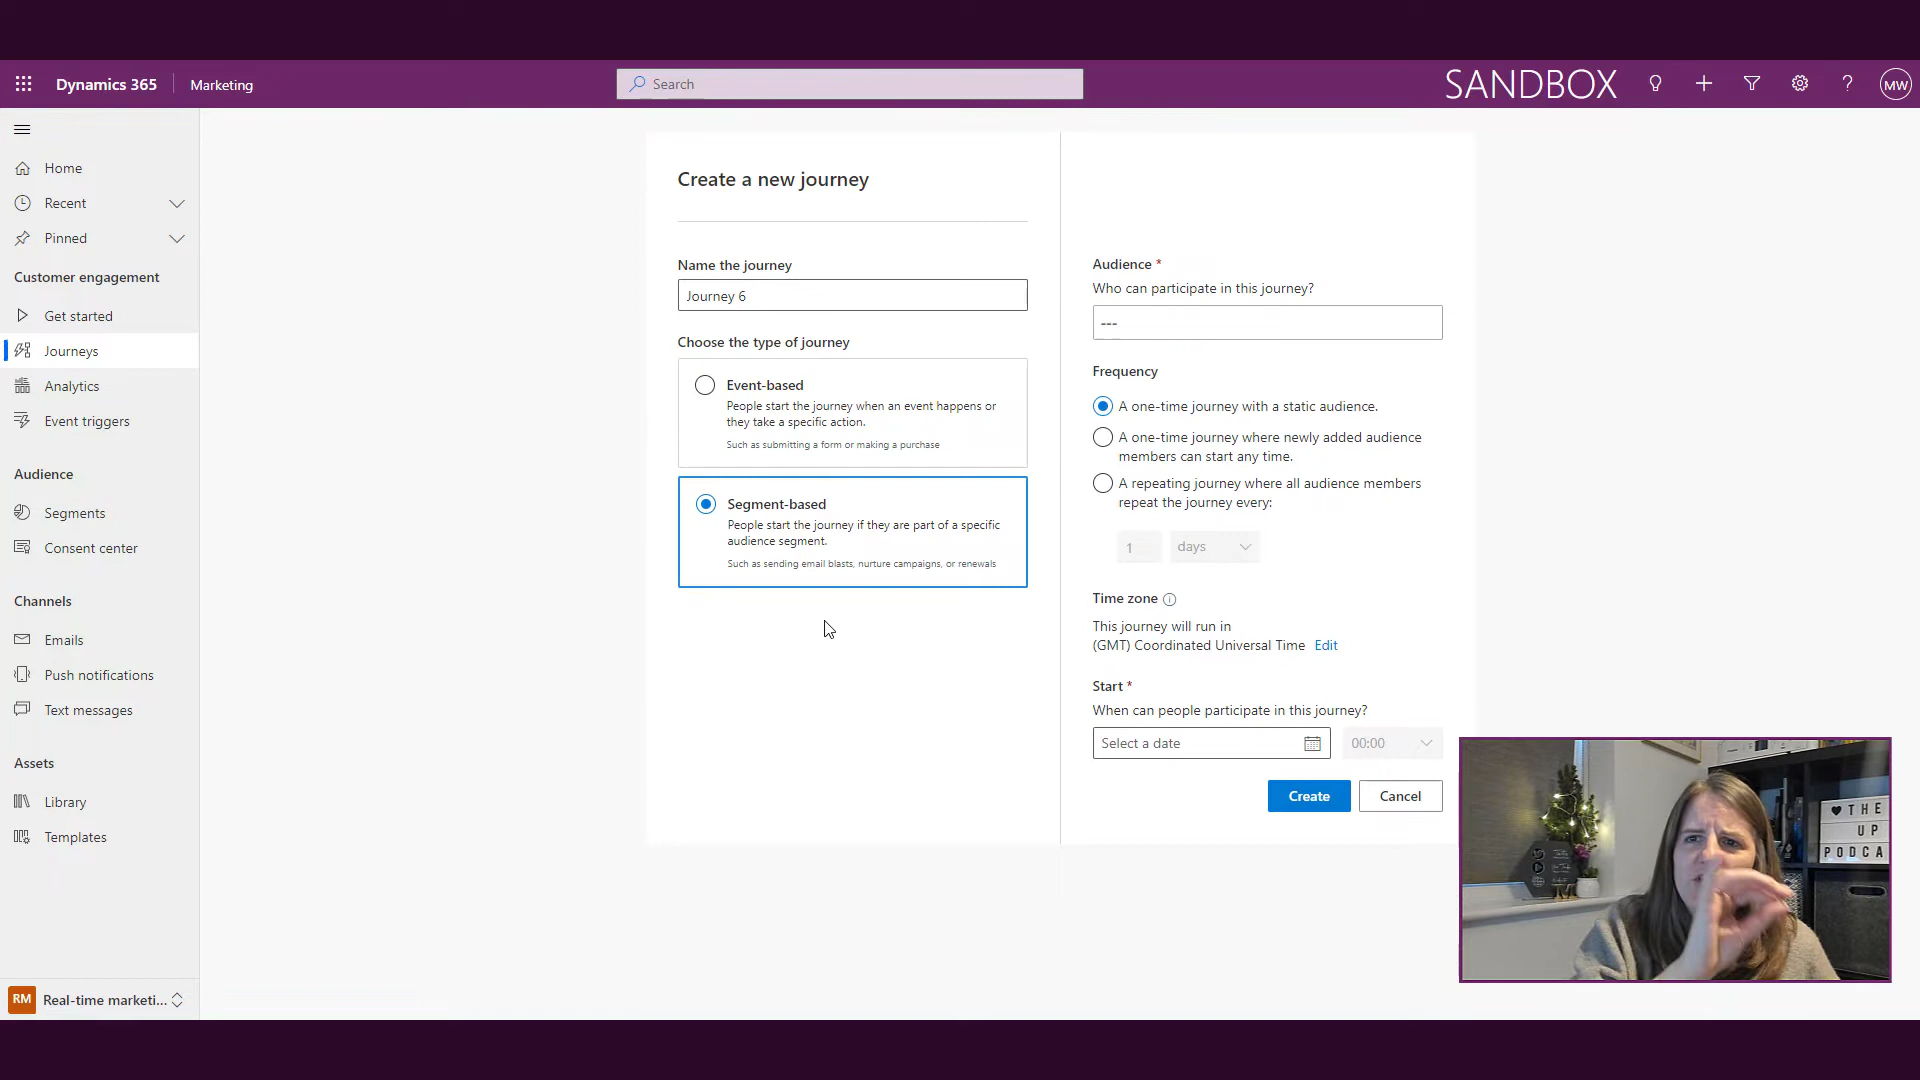 Dynamics 365
Marketing
Search
SANDBOX
MW
Home
Recent
Pinned
Customer engagement
Get started
Journeys
Analytics
Event triggers
Audience
Segments
Consent center
Channels
Emails
Push notifications
Text messages
Assets
Library
Templates
RM
Real-time marketi...
Create a new journey
Name the journey
Journey 6
Choose the type of journey
Event-based
People start the journey when an event happens or
they take a specific action.
Such as submitting a form or making a purchase
Segment-based
People start the journey if they are part of a specific
audience segment.
Such as sending email blasts, nurture campaigns, or renewals
Audience *
Who can participate in this journey?
---
Frequency
A one-time journey with a static audience.
A one-time journey where newly added audience
members can start any time.
A repeating journey where all audience members
repeat the journey every:
1
days
Time zone
This journey will run in
(GMT) Coordinated Universal Time Edit
Start *
When can people participate in this journey?
Select a date
00:00
Create
Cancel
THE
UP
PODCA